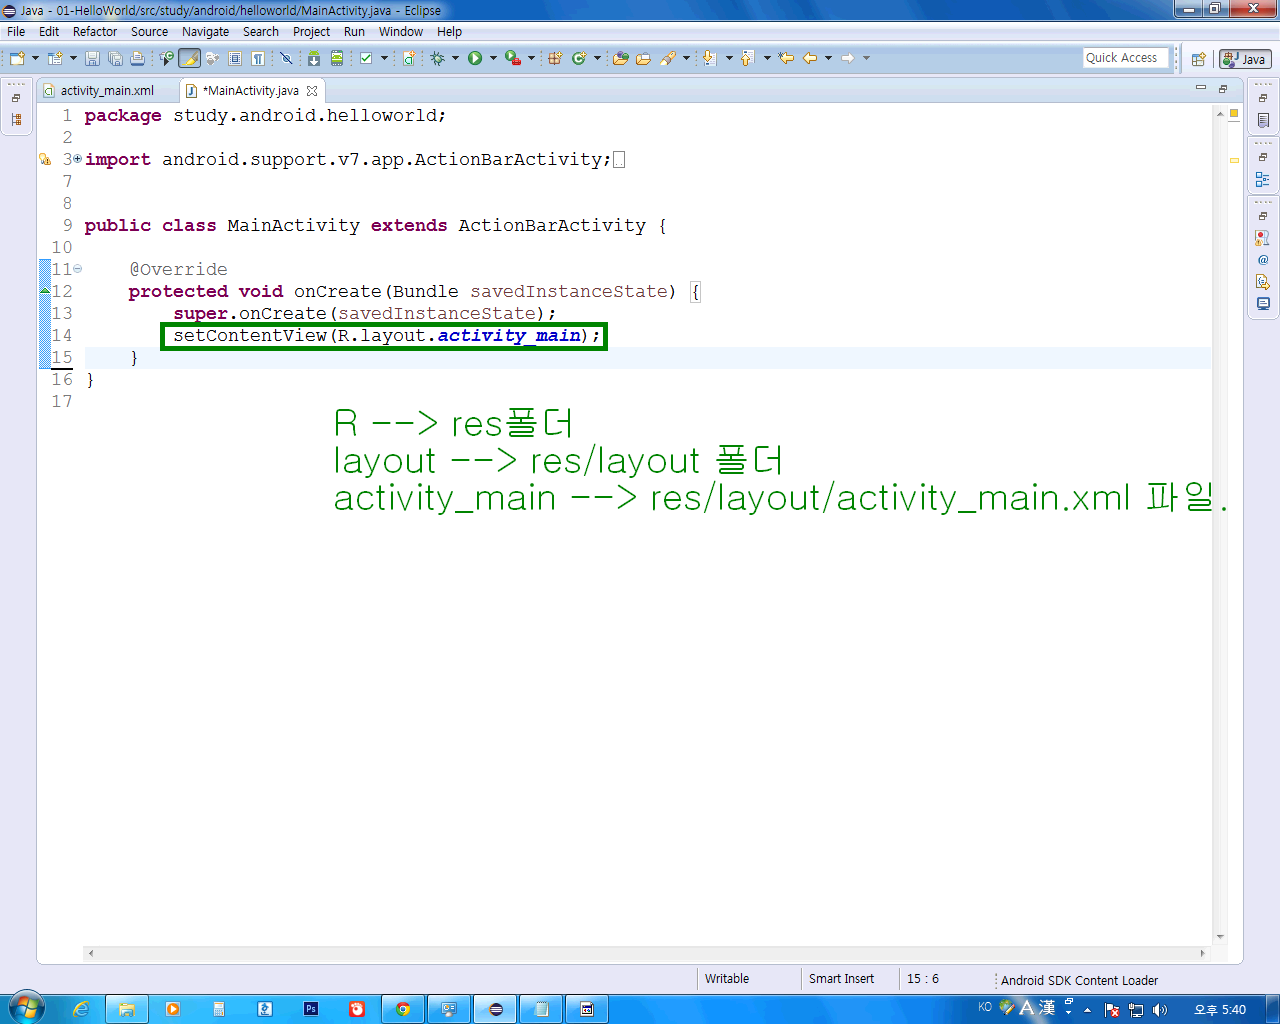 Java - 01-HelloWorld/src/study/android/helloworld/MainActivity.java - Eclipse
File Edit Refactor Source Navigate Search Project Run Window Help
Quick Access
Java
activity_main.xml
*MainActivity.java
1 package study.android.helloworld;
2
3 import android.support.v7.app.ActionBarActivity;
7
8
9 public class MainActivity extends ActionBarActivity {
10
11 @Override
12 protected void onCreate(Bundle savedInstanceState) {
13 super.onCreate(savedInstanceState);
14 setContentView(R.layout.activity_main);
15 }
16 }
17
R --> res폴더
layout --> res/layout 폴더
activity_main --> res/layout/activity_main.xml 파일.
Writable Smart Insert 15 : 6 Android SDK Content Loader
Ps
KO A 漢 오후 5:40